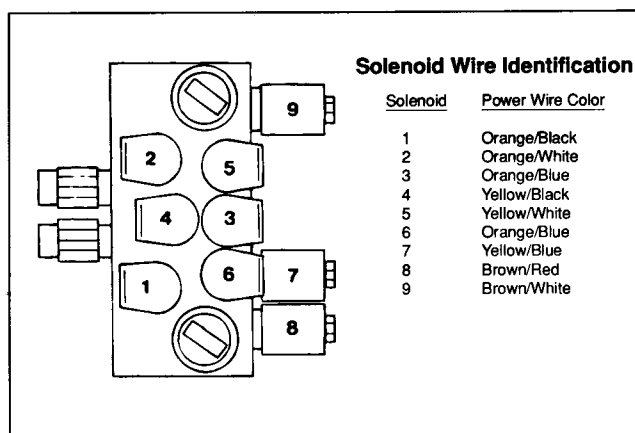 Solenoid Wire Identification
Solenoid Power Wire Color
1 Orange/Black
2 Orange/White
3 Orange/Blue
4 Yellow/Black
5 Yellow/White
6 Orange/Blue
7 Yellow/Blue
8 Brown/Red
9 Brown/White
9
2
5
4
3
6
7
1
8